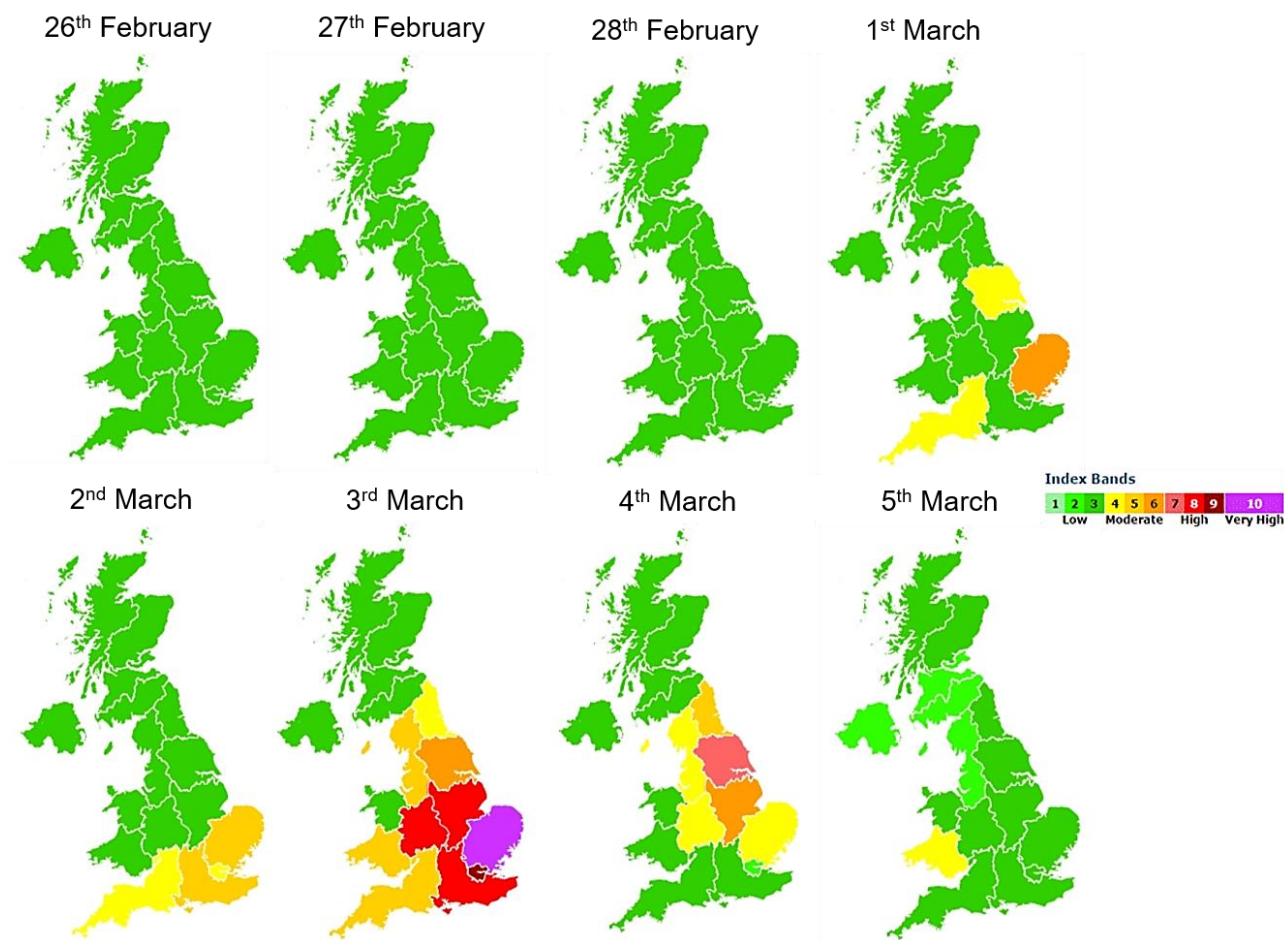 26th February
27th February
28th February
1st March
2nd March
3rd March
4th March
5th March
Index Bands
1 2 3 4 5 6 7 8 9 10
Low Moderate High Very High